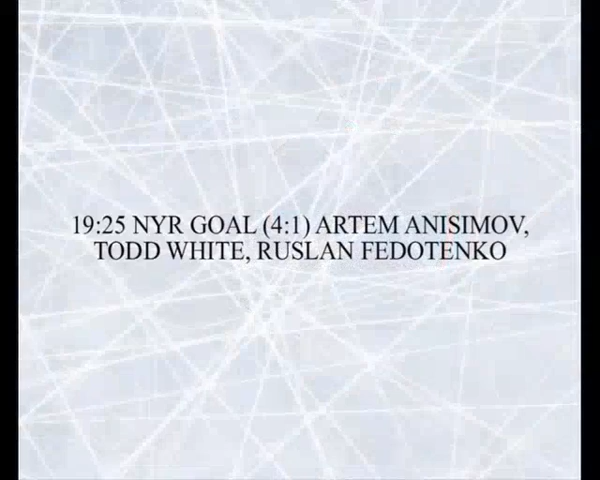 19:25 NYR GOAL (4:1) ARTEM ANISIMOV,
TODD WHITE, RUSLAN FEDOTENKO